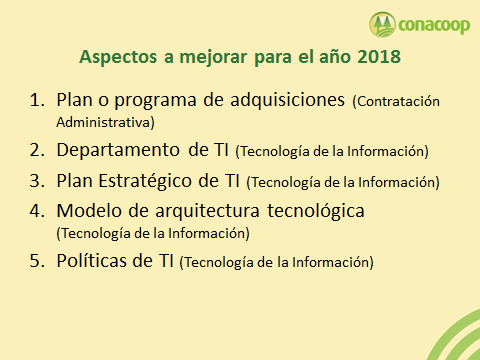 conacoop
Aspectos a mejorar para el año 2018
1. Plan o programa de adquisiciones (Contratación
Administrativa)
2. Departamento de TI (Tecnología de la Información)
3. Plan Estratégico de TI (Tecnología de la Información)
4. Modelo de arquitectura tecnológica
(Tecnología de la Información)
5. Políticas de TI (Tecnología de la Información)